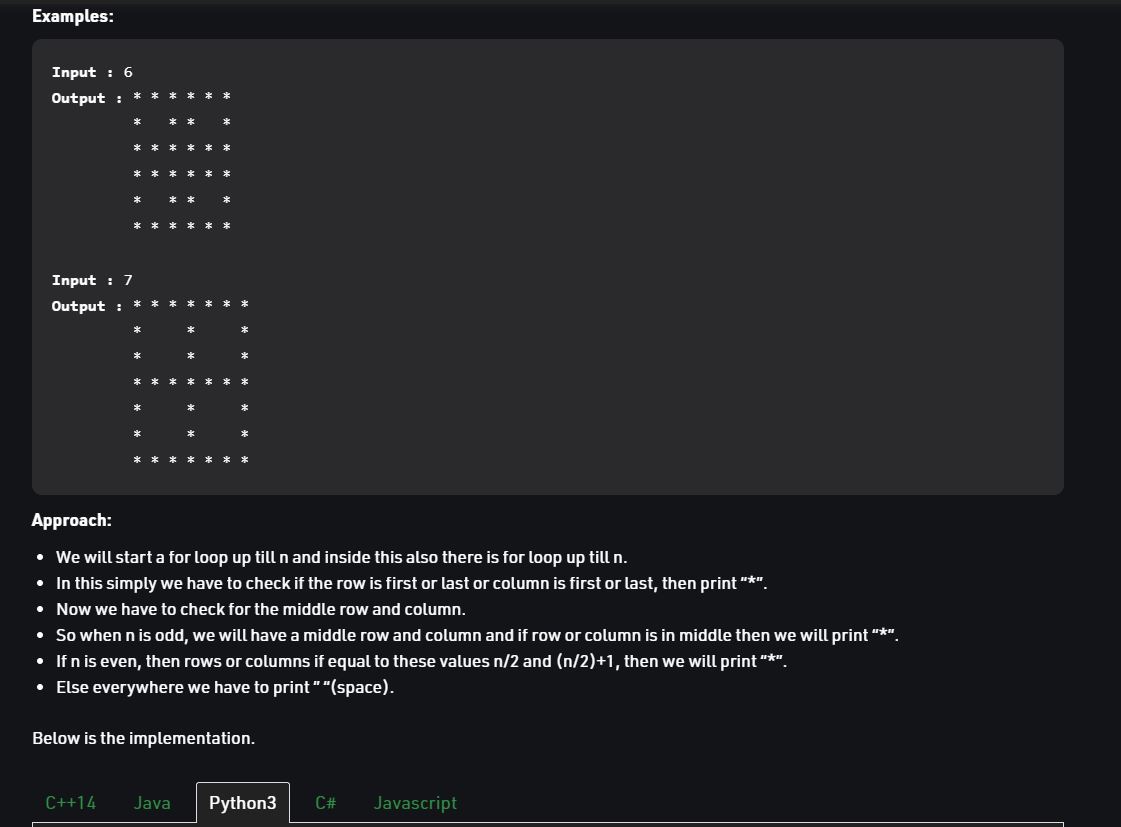 Examples:
Input : 6
Output : * * * * * *
         *   * *   *
         * * * * * *
         * * * * * *
         *   * *   *
         * * * * * *
Input : 7
Output : * * * * * * *
         *     *     *
         *     *     *
         * * * * * * *
         *     *     *
         *     *     *
         * * * * * * *
Approach:
• We will start a for loop up till n and inside this also there is for loop up till n.
• In this simply we have to check if the row is first or last or column is first or last, then print ”*”.
• Now we have to check for the middle row and column.
• So when n is odd, we will have a middle row and column and if row or column is in middle then we will print “*”.
• If n is even, then rows or columns if equal to these values n/2 and (n/2)+1, then we will print “*”.
• Else everywhere we have to print ” “(space).
Below is the implementation.
C++14 Java Python3 C# Javascript